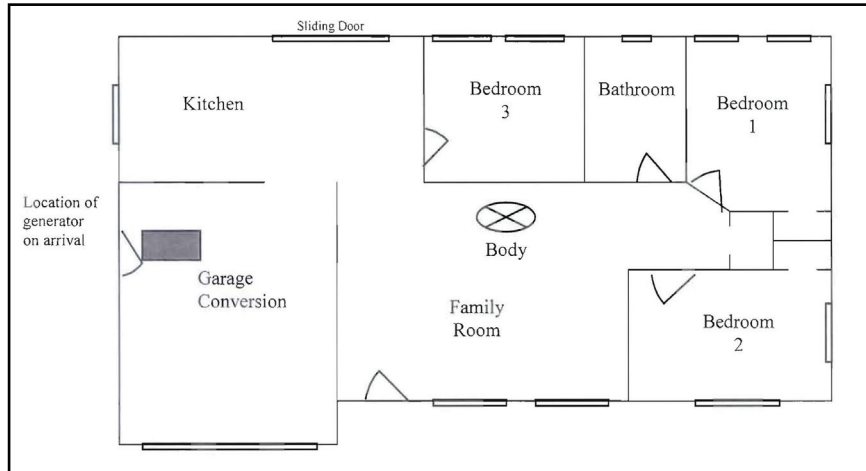 Sliding Door
Kitchen
Bedroom
3
Bathroom
Bedroom
1
Location of
generator
on arrival
Body
Garage
Conversion
Family
Room
Bedroom
2